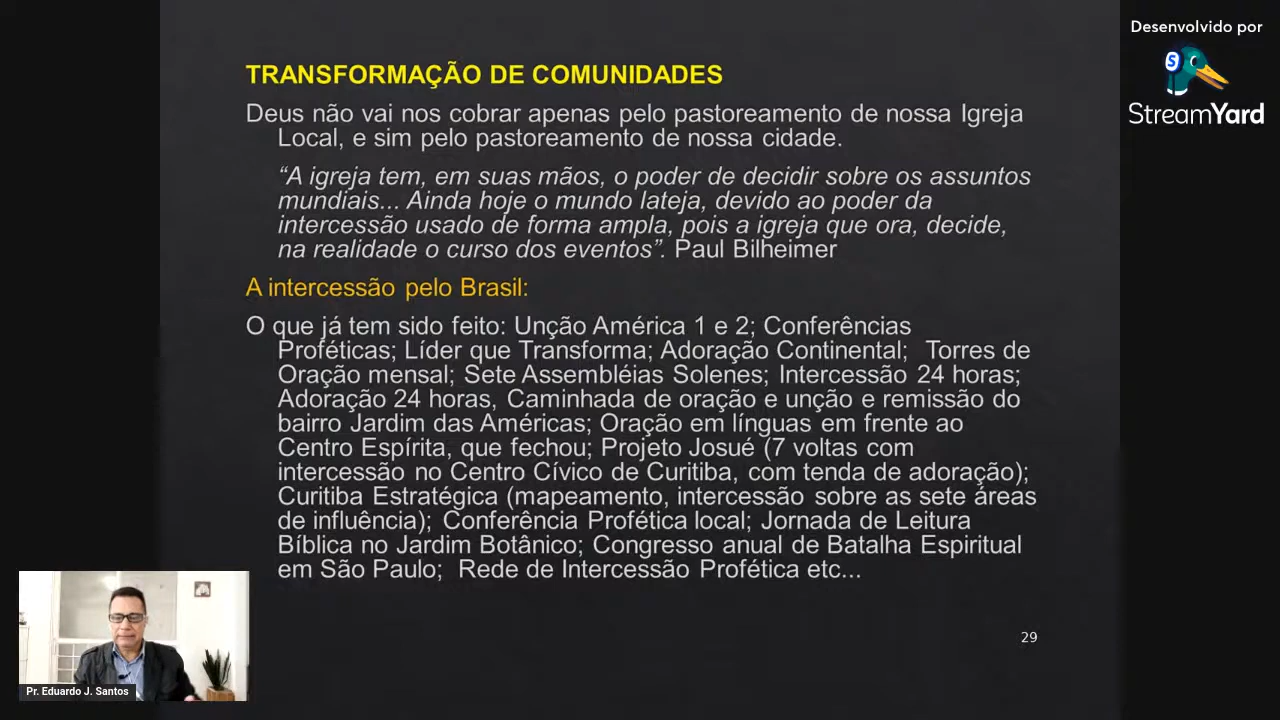 Desenvolvido por
StreamYard
TRANSFORMAÇÃO DE COMUNIDADES
Deus não vai nos cobrar apenas pelo pastoreamento de nossa Igreja
Local, e sim pelo pastoreamento de nossa cidade.
“A igreja tem, em suas mãos, o poder de decidir sobre os assuntos
mundiais... Ainda hoje o mundo lateja, devido ao poder da
intercessão usado de forma ampla, pois a igreja que ora, decide,
na realidade o curso dos eventos”. Paul Bilheimer
A intercessão pelo Brasil:
O que já tem sido feito: Unção América 1 e 2; Conferências
Proféticas; Líder que Transforma; Adoração Continental; Torres de
Oração mensal; Sete Assembléias Solenes; Intercessão 24 horas;
Adoração 24 horas, Caminhada de oração e unção e remissão do
bairro Jardim das Américas; Oração em línguas em frente ao
Centro Espírita, que fechou; Projeto Josué (7 voltas com
intercessão no Centro Cívico de Curitiba, com tenda de adoração);
Curitiba Estratégica (mapeamento, intercessão sobre as sete áreas
de influência); Conferência Profética local; Jornada de Leitura
Bíblica no Jardim Botânico; Congresso anual de Batalha Espiritual
em São Paulo; Rede de Intercessão Profética etc...
29
Pr. Eduardo J. Santos